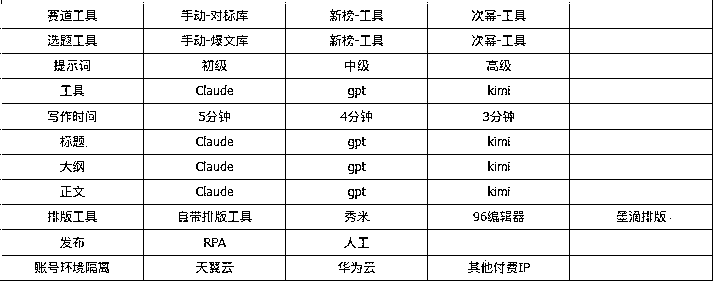 赛道工具 手动-对标库 新榜-工具 次幂-工具
选题工具 手动-爆文库 新榜-工具 次幂-工具
提示词 初级 中级 高级
工具 Claude gpt kimi
写作时间 5分钟 4分钟 3分钟
标题 Claude gpt kimi
大纲 Claude gpt kimi
正文 Claude gpt kimi
排版工具 自带排版工具 秀米 96编辑器 墨滴排版
发布 RPA 人工
账号环境隔离 天翼云 华为云 其他付费IP